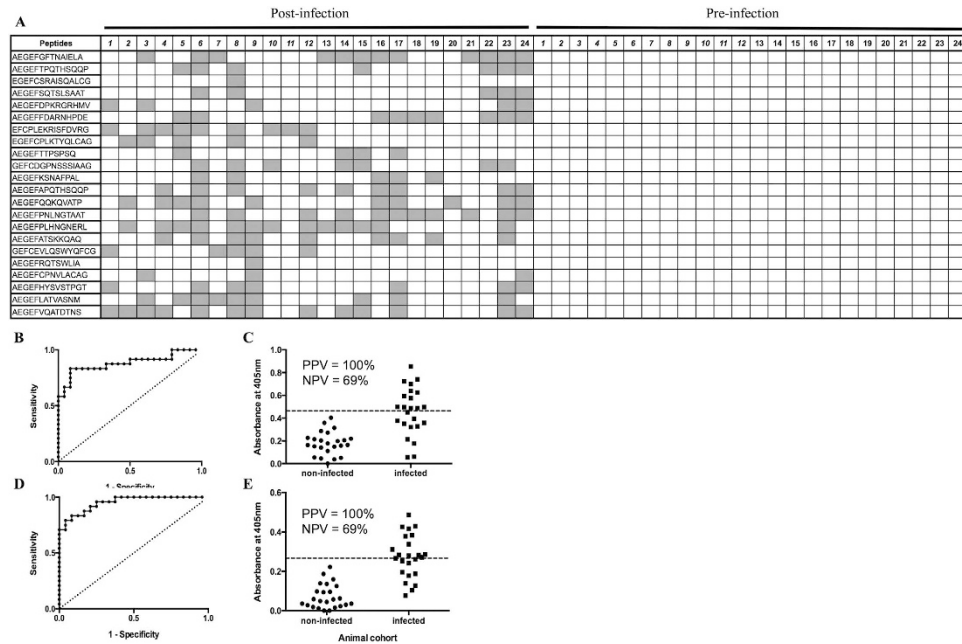 Post-infection Pre-infection
A
Peptides 1 2 3 4 5 6 7 8 9 10 11 12 13 14 15 16 17 18 19 20 21 22 23 24 1 2 3 4 5 6 7 8 9 10 11 12 13 14 15 16 17 18 19 20 21 22 23 24
AEGEFGFTNAIELA
AEGEFTPQTHSQQP
EGEFCSRAISQALCG
AEGEFSQTSLSAAT
AEGEFDPKRGRHMV
AEGEFFDARNHPDE
EFCPLEKRISFDVRG
EGEFCPLKTYQLCAG
AEGEFTTPSPSQ
GEFCDGPNSSSIAAG
AEGEFKSNAFPAL
AEGEFAPQTHSQQP
AEGEFQQKQVATP
AEGEFPNLNGTAAT
AEGEFPLHNGNERL
AEGEFATSKKQAQ
GEFCEVLQSWYQFCG
AEGEFRQTSWLIA
AEGEFCPNVLACAG
AEGEFHYSVSTPGT
AEGEFLATVASNM
AEGEFVQATDTNS
B
Sensitivity
1.0
0.5
0.0
0.0 0.5 1.0
1 - Specificity
C
Absorbance at 405nm
1.0
0.8
0.6
0.4
0.2
0.0
PPV = 100%
NPV = 69%
non-infected infected
D
Sensitivity
1.0
0.5
0.0
0.0 0.5 1.0
1 - Specificity
E
Absorbance at 405nm
0.6
0.4
0.2
0.0
PPV = 100%
NPV = 69%
non-infected infected
Animal cohort